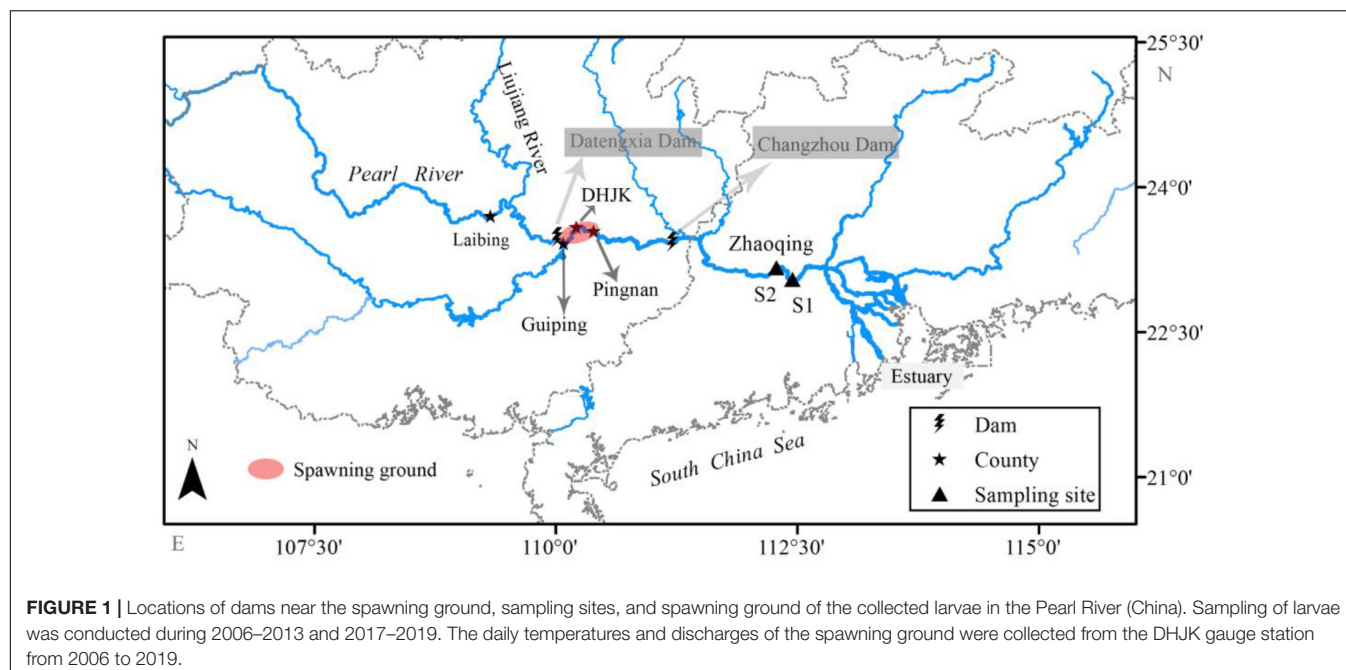 25°30'
N
Liujiang River
Datengxia Dam
Changzhou Dam
Pearl River
DHJK
24°0'
Laibing
Zhaoqing
Pingnan
S2
S1
Guiping
22°30'
Estuary
Dam
N
South China Sea
County
Spawning ground
21°0'
Sampling site
E
107°30'
110°0'
112°30'
115°0'
FIGURE 1 | Locations of dams near the spawning ground, sampling sites, and spawning ground of the collected larvae in the Pearl River (China). Sampling of larvae
was conducted during 2006–2013 and 2017–2019. The daily temperatures and discharges of the spawning ground were collected from the DHJK gauge station
from 2006 to 2019.